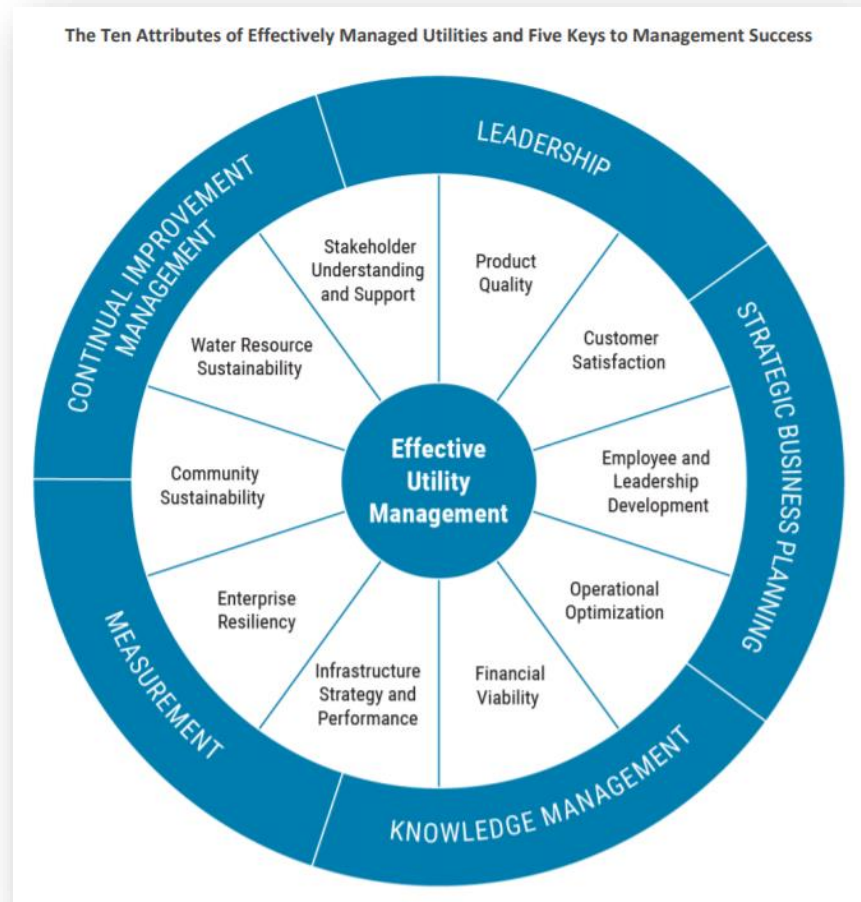 The Ten Attributes of Effectively Managed Utilities and Five Keys to Management Success
LEADERSHIP
STRATEGIC BUSINESS PLANNING
KNOWLEDGE MANAGEMENT
MEASUREMENT
CONTINUAL IMPROVEMENT
MANAGEMENT
Product
Quality
Customer
Satisfaction
Employee and
Leadership
Development
Operational
Optimization
Financial
Viability
Infrastructure
Strategy and
Performance
Enterprise
Resiliency
Community
Sustainability
Water Resource
Sustainability
Stakeholder
Understanding
and Support
Effective
Utility
Management